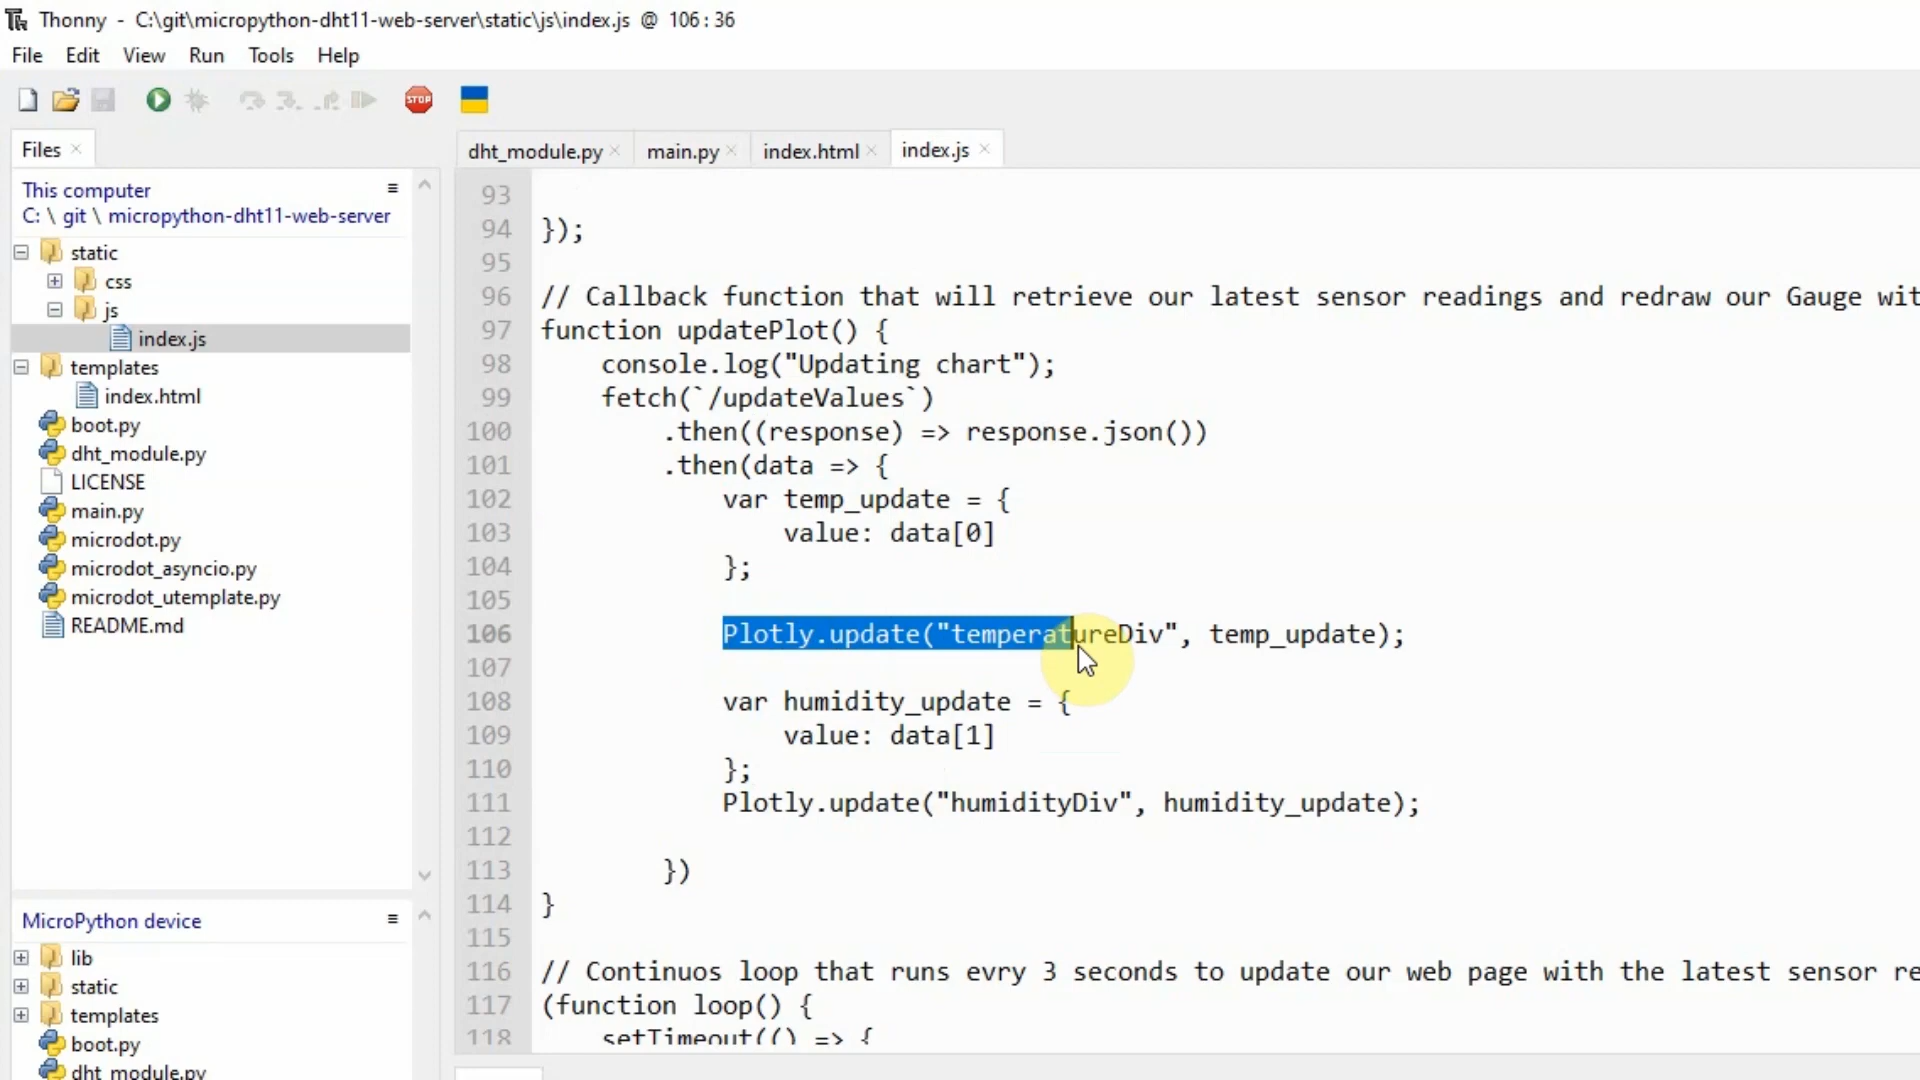 Thonny - C:\git\micropython-dht11-web-server\static\js\index.js @ 106:36
File Edit View Run Tools Help
STOP
Files
This computer
C: \ git \ micropython-dht11-web-server
static
css
js
index.js
templates
index.html
boot.py
dht_module.py
LICENSE
main.py
microdot.py
microdot_asyncio.py
microdot_utemplate.py
README.md
MicroPython device
lib
static
templates
boot.py
dht_module.py
dht_module.py main.py index.html index.js
93
94 });
95
96 // Callback function that will retrieve our latest sensor readings and redraw our Gauge wit
97 function updatePlot() {
98 console.log("Updating chart");
99 fetch(`/updateValues`)
100 .then((response) => response.json())
101 .then(data => {
102 var temp_update = {
103 value: data[0]
104 };
105
106 Plotly.update("temperatureDiv", temp_update);
107
108 var humidity_update = {
109 value: data[1]
110 };
111 Plotly.update("humidityDiv", humidity_update);
112
113 })
114 }
115
116 // Continuos loop that runs evry 3 seconds to update our web page with the latest sensor re
117 (function loop() {
118 setTimeout(() => {